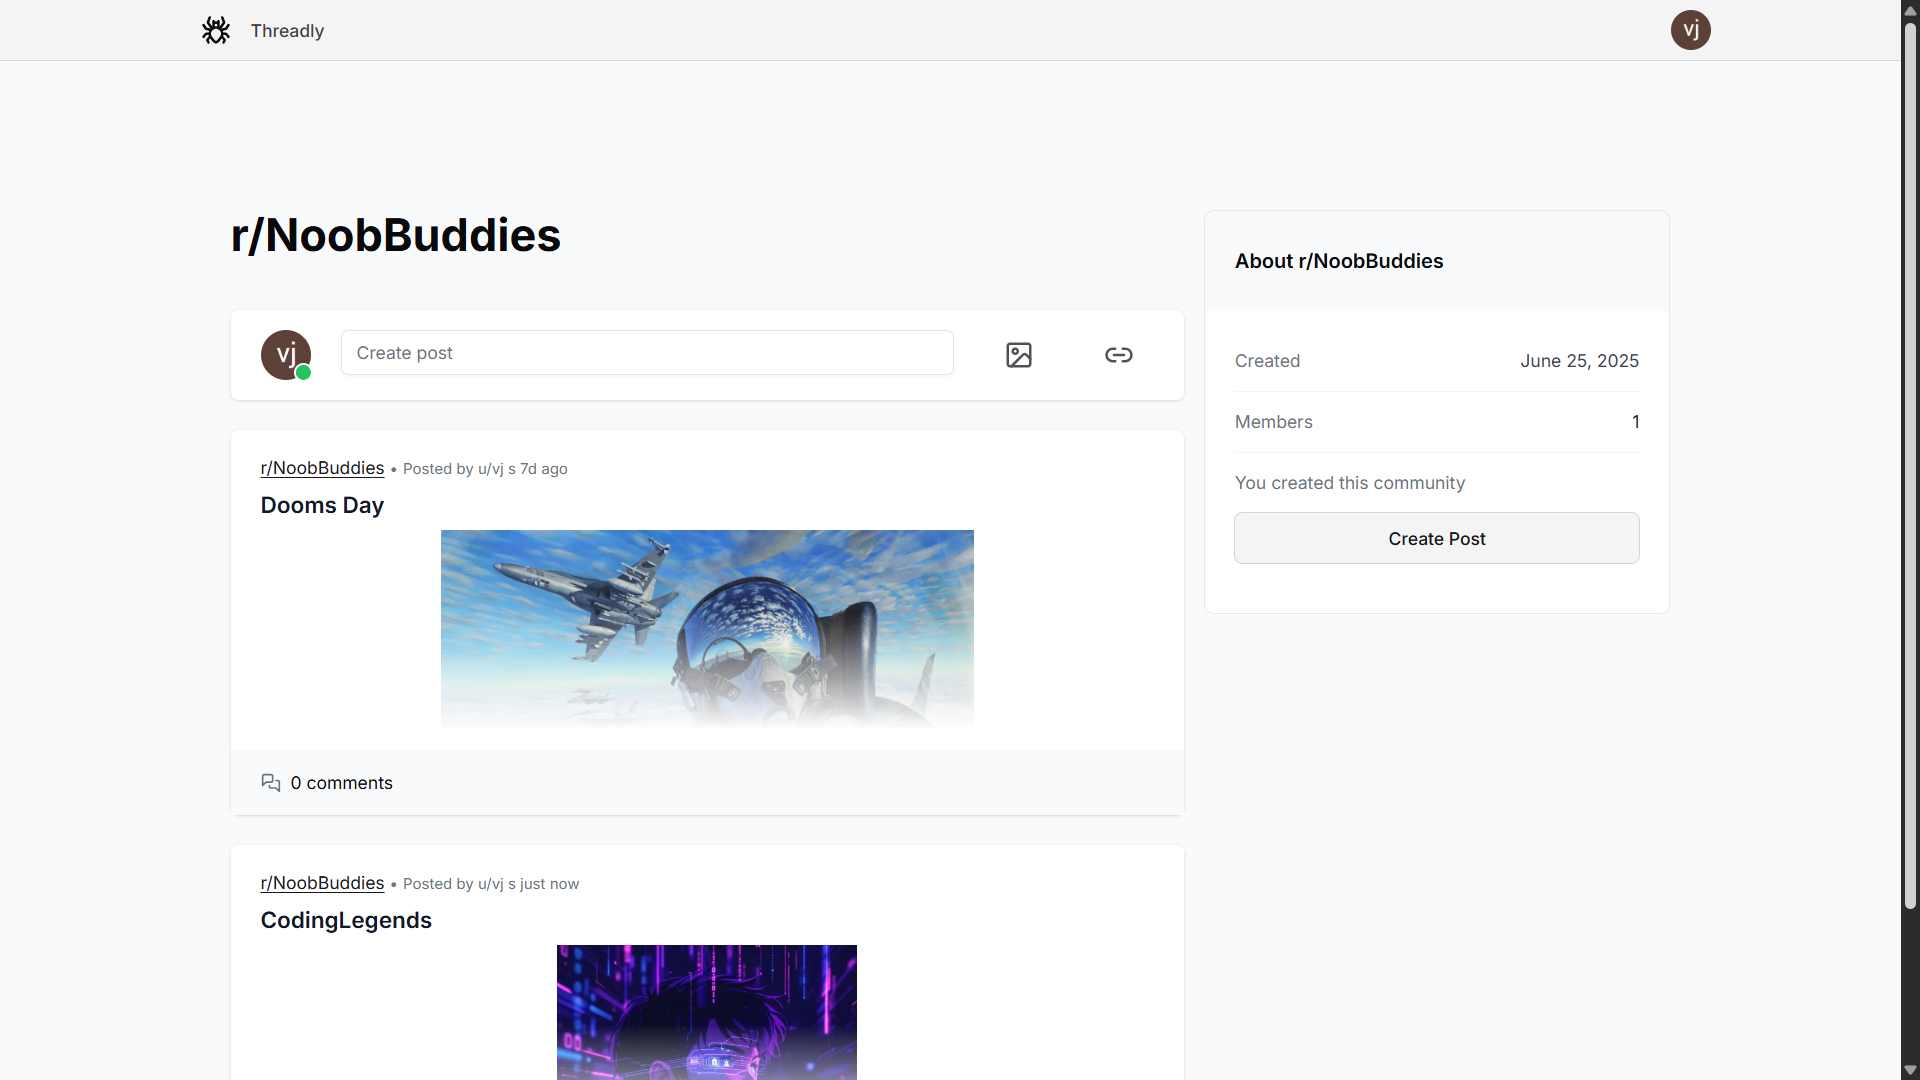 Threadly
vj
r/NoobBuddies
vj
Create post
r/NoobBuddies • Posted by u/vj s 7d ago
Dooms Day
0 comments
r/NoobBuddies • Posted by u/vj s just now
CodingLegends
About r/NoobBuddies
Created June 25, 2025
Members 1
You created this community
Create Post